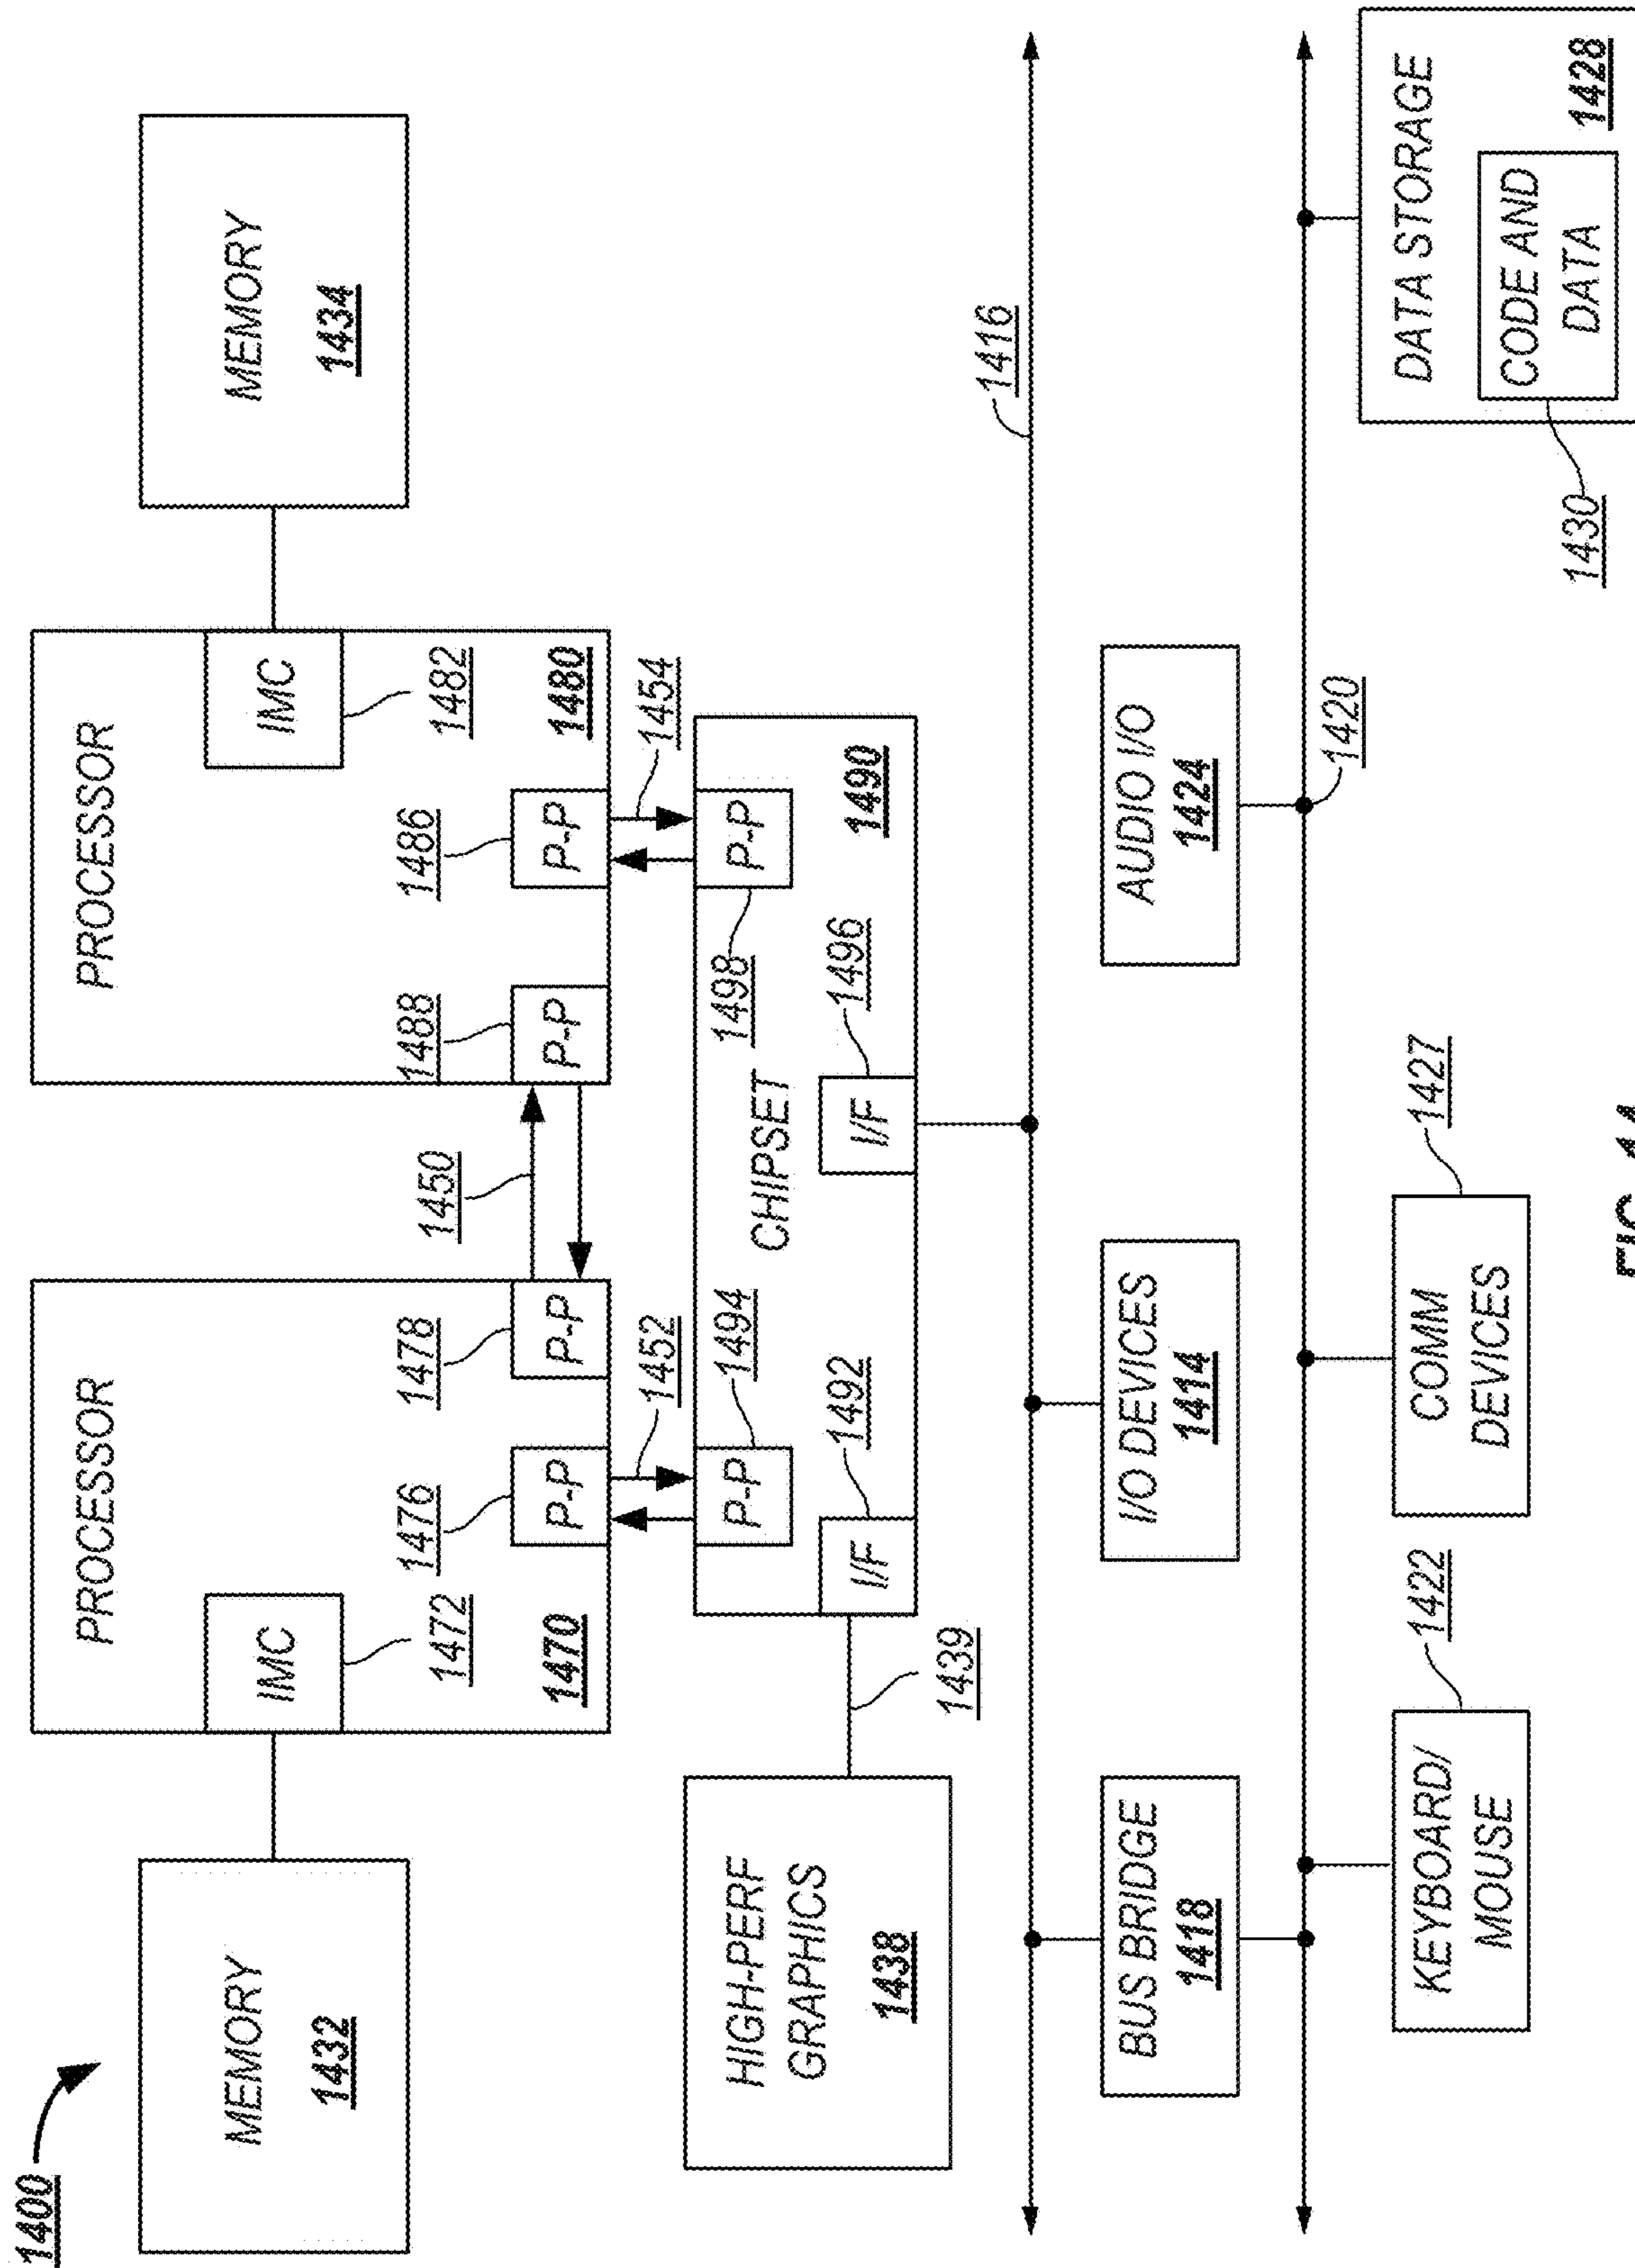 1400
PROCESSOR
PROCESSOR
MEMORY
1432
IMC
1472
1476
1478
P-P
P-P
1470
1450
1488
1486
P-P
P-P
IMC
1482
1480
MEMORY
1434
1452
1454
HIGH-PERF
GRAPHICS
1438
1439
P-P
1494
I/F
1492
CHIPSET
1498
P-P
I/F
1496
1490
1416
BUS BRIDGE
1418
I/O DEVICES
1414
AUDIO I/O
1424
1420
KEYBOARD/
MOUSE
1422
COMM
DEVICES
1427
DATA STORAGE
CODE AND
DATA
1428
1430